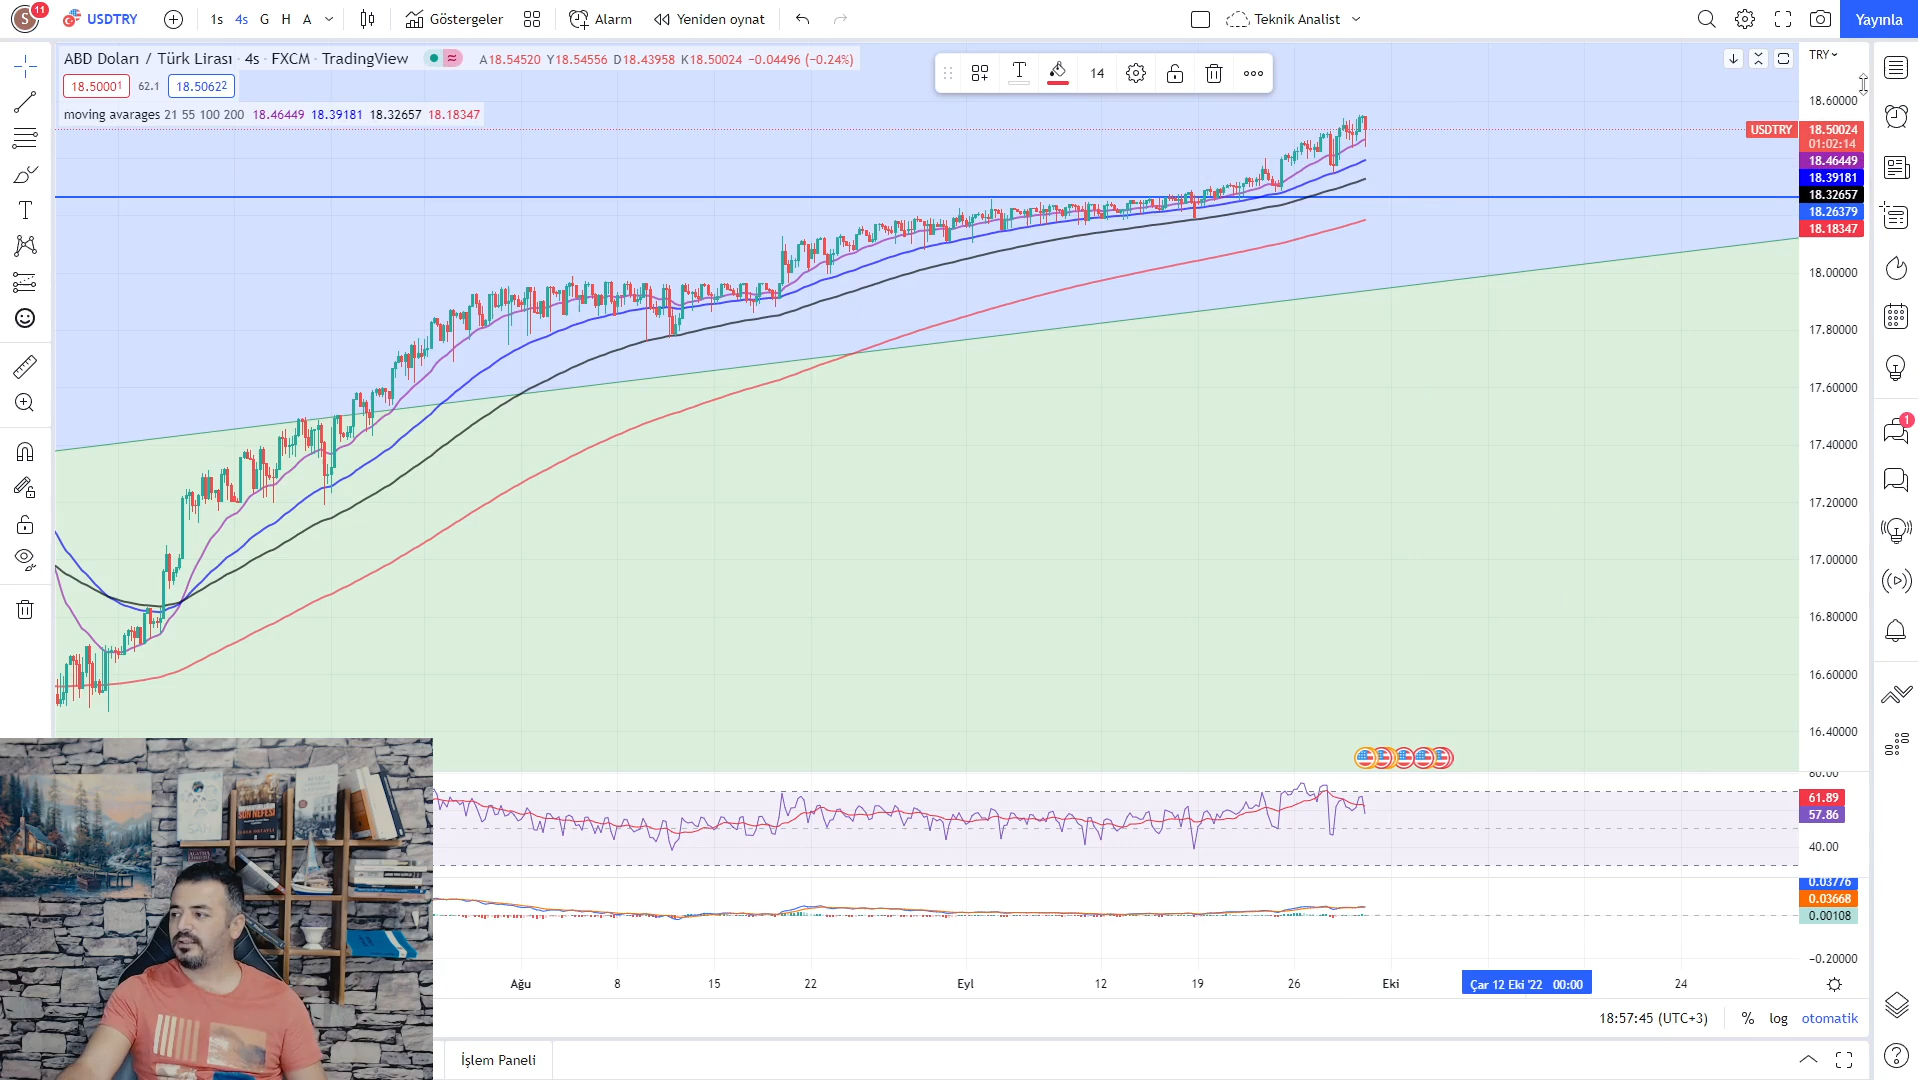 S 11 USDTRY 1s 4s G H A Göstergeler Alarm Yeniden oynat Teknik Analist Yayınla
ABD Doları / Türk Lirası · 4s · FXCM · TradingView A18.54520 Y18.54556 D18.43958 K18.50024 −0.04496 (−0.24%)
T 14
TRY
18.50001 62.1 18.50622
moving avarages 21 55 100 200 18.46449 18.39181 18.32657 18.18347
18.60000
USDTRY 18.50024
01:02:14
18.46449
18.39181
18.32657
18.26379
18.18347
18.00000
17.80000
17.60000
17.40000
17.20000
17.00000
16.80000
16.60000
16.40000
1
80.00
61.89
57.86
40.00
0.03776
0.03668
0.00108
−0.20000
SON NEFESİ
Ağu 8 15 22 Eyl 12 19 26 Eki Çar 12 Eki '22 00:00 24
18:57:45 (UTC+3) % log otomatik
İşlem Paneli